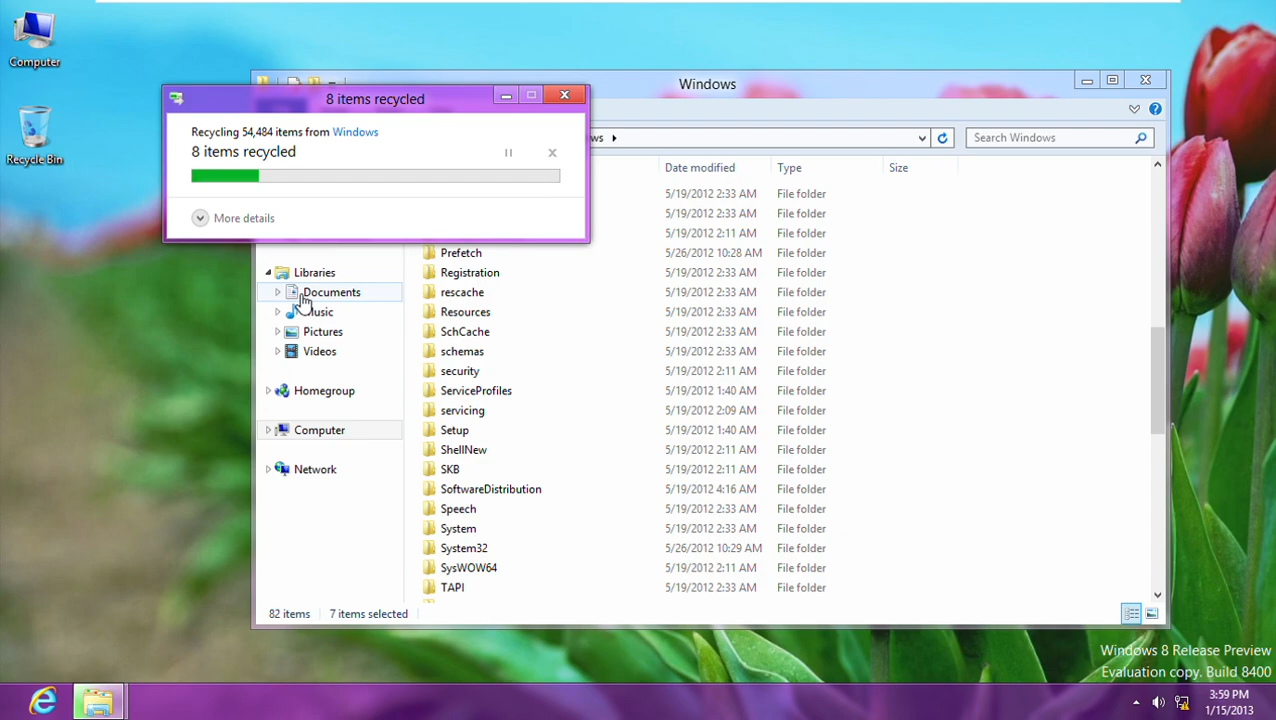 Computer
Recycle Bin
Windows
8 items recycled
Recycling 54,484 items from Windows
8 items recycled
More details
ws
Search Windows
Date modified Type Size
5/19/2012 2:33 AM File folder
5/19/2012 2:33 AM File folder
5/19/2012 2:11 AM File folder
Prefetch 5/26/2012 10:28 AM File folder
Registration 5/19/2012 2:33 AM File folder
rescache 5/19/2012 2:33 AM File folder
Resources 5/19/2012 2:33 AM File folder
SchCache 5/19/2012 2:33 AM File folder
schemas 5/19/2012 2:33 AM File folder
security 5/19/2012 2:11 AM File folder
ServiceProfiles 5/19/2012 1:40 AM File folder
servicing 5/19/2012 2:09 AM File folder
Setup 5/19/2012 1:40 AM File folder
ShellNew 5/19/2012 2:11 AM File folder
SKB 5/19/2012 2:11 AM File folder
SoftwareDistribution 5/19/2012 4:16 AM File folder
Speech 5/19/2012 2:33 AM File folder
System 5/19/2012 2:33 AM File folder
System32 5/26/2012 10:29 AM File folder
SysWOW64 5/19/2012 2:11 AM File folder
TAPI 5/19/2012 2:33 AM File folder
Libraries
Documents
Music
Pictures
Videos
Homegroup
Computer
Network
82 items 7 items selected
Windows 8 Release Preview
Evaluation copy. Build 8400
3:59 PM
1/15/2013